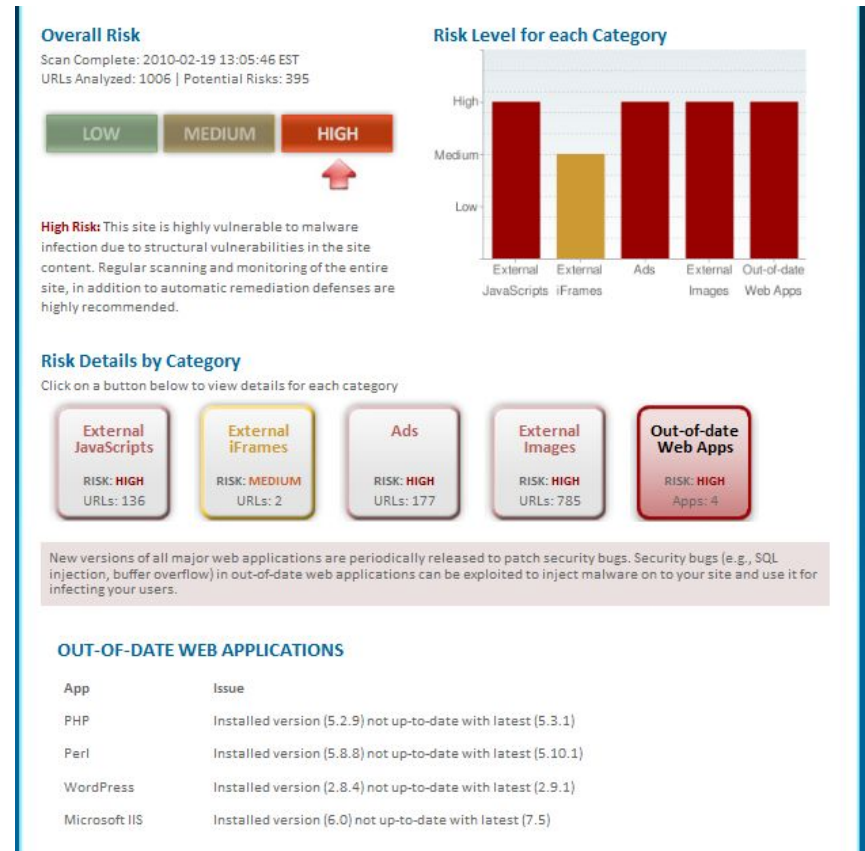 Overall Risk
Scan Complete: 2010-02-19 13:05:46 EST
URLs Analyzed: 1006 | Potential Risks: 395
LOW
MEDIUM
HIGH
High Risk: This site is highly vulnerable to malware
infection due to structural vulnerabilities in the site
content. Regular scanning and monitoring of the entire
site, in addition to automatic remediation defenses are
highly recommended.
Risk Level for each Category
High
Medium
Low
External
JavaScripts
External
iFrames
Ads
External
Images
Out-of-date
Web Apps
Risk Details by Category
Click on a button below to view details for each category
External
JavaScripts
RISK: HIGH
URLs: 136
External
iFrames
RISK: MEDIUM
URLs: 2
Ads
RISK: HIGH
URLs: 177
External
Images
RISK: HIGH
URLs: 785
Out-of-date
Web Apps
RISK: HIGH
Apps: 4
New versions of all major web applications are periodically released to patch security bugs. Security bugs (e.g., SQL
injection, buffer overflow) in out-of-date web applications can be exploited to inject malware on to your site and use it for
infecting your users.
OUT-OF-DATE WEB APPLICATIONS
App Issue
PHP Installed version (5.2.9) not up-to-date with latest (5.3.1)
Perl Installed version (5.8.8) not up-to-date with latest (5.10.1)
WordPress Installed version (2.8.4) not up-to-date with latest (2.9.1)
Microsoft IIS Installed version (6.0) not up-to-date with latest (7.5)